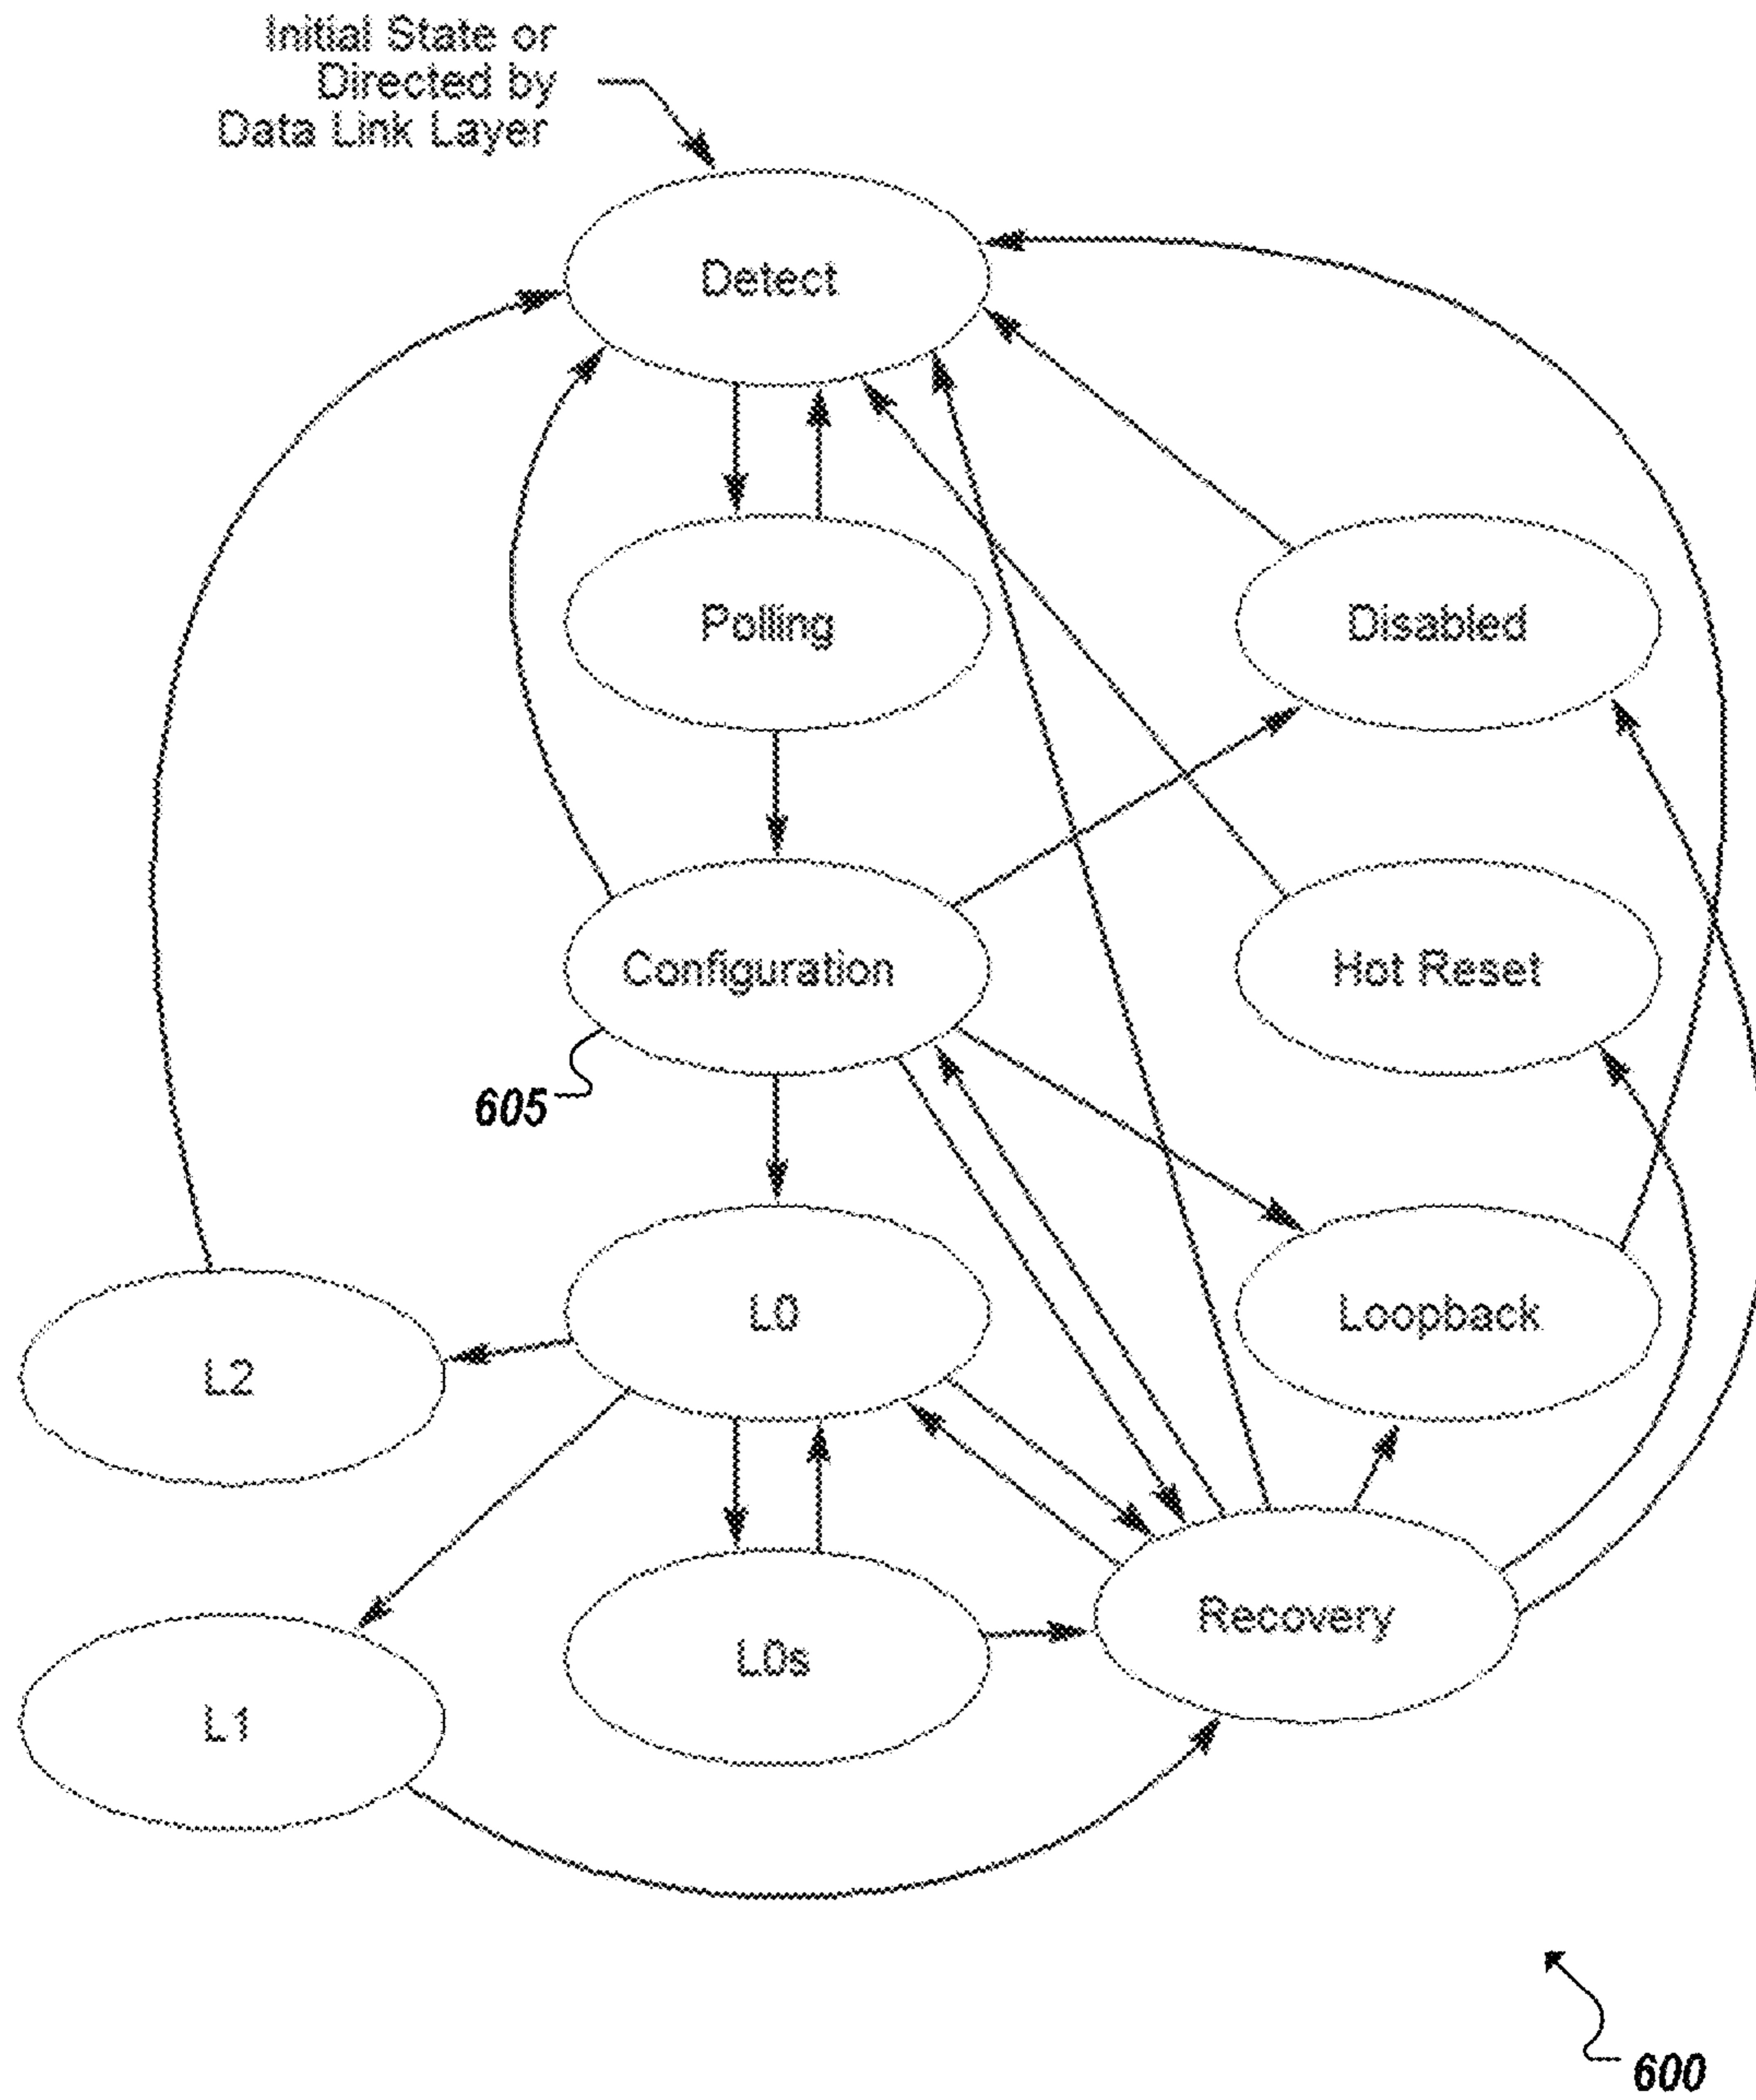 Initial State or
Directed by
Data Link Layer
Detect
Polling
Disabled
Configuration
Hot Reset
605
L0
Loopback
L2
L0s
Recovery
L1
600